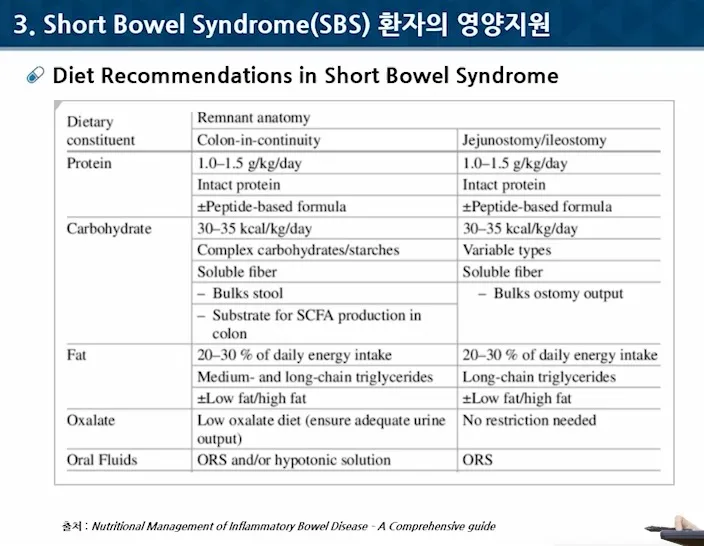 3. Short Bowel Syndrome(SBS) 환자의 영양지원
Diet Recommendations in Short Bowel Syndrome
Dietary constituent Remnant anatomy
Colon-in-continuity Jejunostomy/ileostomy
Protein 1.0–1.5 g/kg/day 1.0–1.5 g/kg/day
Intact protein Intact protein
±Peptide-based formula ±Peptide-based formula
Carbohydrate 30–35 kcal/kg/day 30–35 kcal/kg/day
Complex carbohydrates/starches Variable types
Soluble fiber Soluble fiber
– Bulks stool – Bulks ostomy output
– Substrate for SCFA production in
colon
Fat 20–30 % of daily energy intake 20–30 % of daily energy intake
Medium- and long-chain triglycerides Long-chain triglycerides
±Low fat/high fat ±Low fat/high fat
Oxalate Low oxalate diet (ensure adequate urine No restriction needed
output)
Oral Fluids ORS and/or hypotonic solution ORS
출처 : Nutritional Management of Inflammatory Bowel Disease - A Comprehensive guide